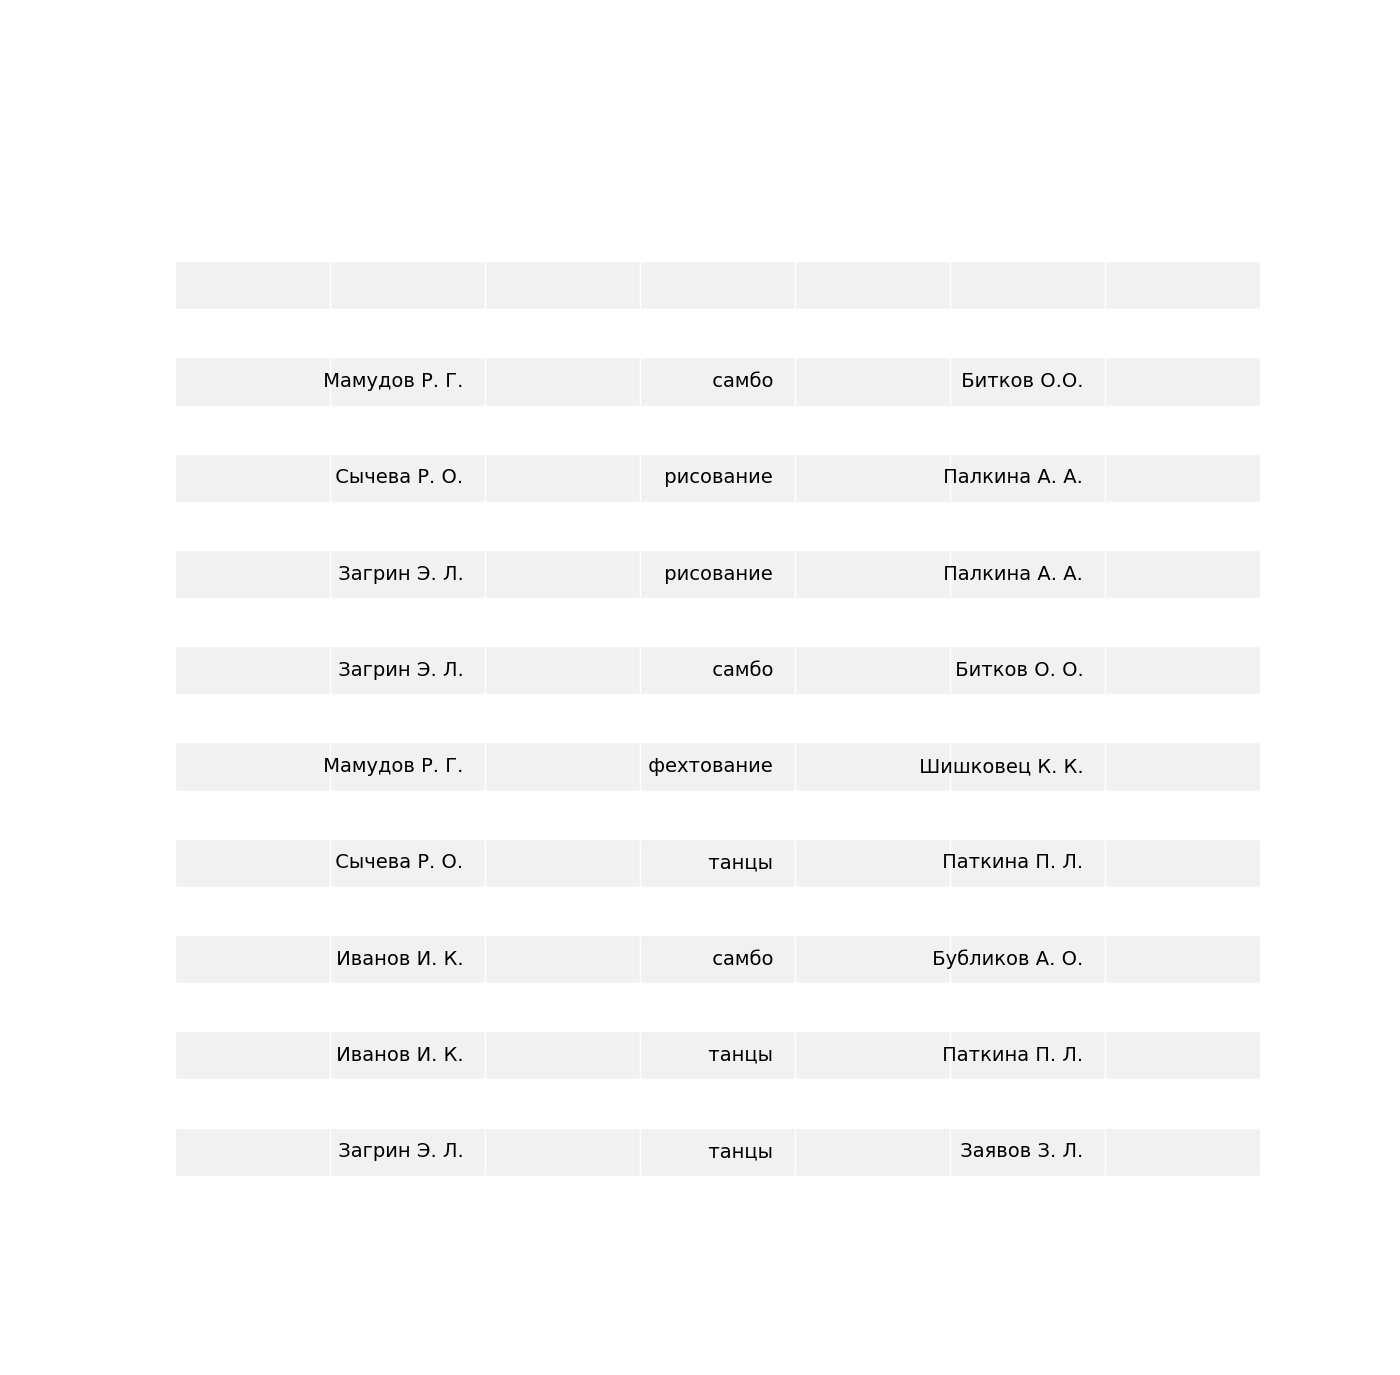 Мамудов Р. Г. самбо Битков О.О.
Сычева Р. О. рисование Палкина А. А.
Загрин Э. Л. рисование Палкина А. А.
Загрин Э. Л. самбо Битков О. О.
Мамудов Р. Г. фехтование Шишковец К. К.
Сычева Р. О. танцы Паткина П. Л.
Иванов И. К. самбо Бубликов А. О.
Иванов И. К. танцы Паткина П. Л.
Загрин Э. Л. танцы Заявов З. Л.